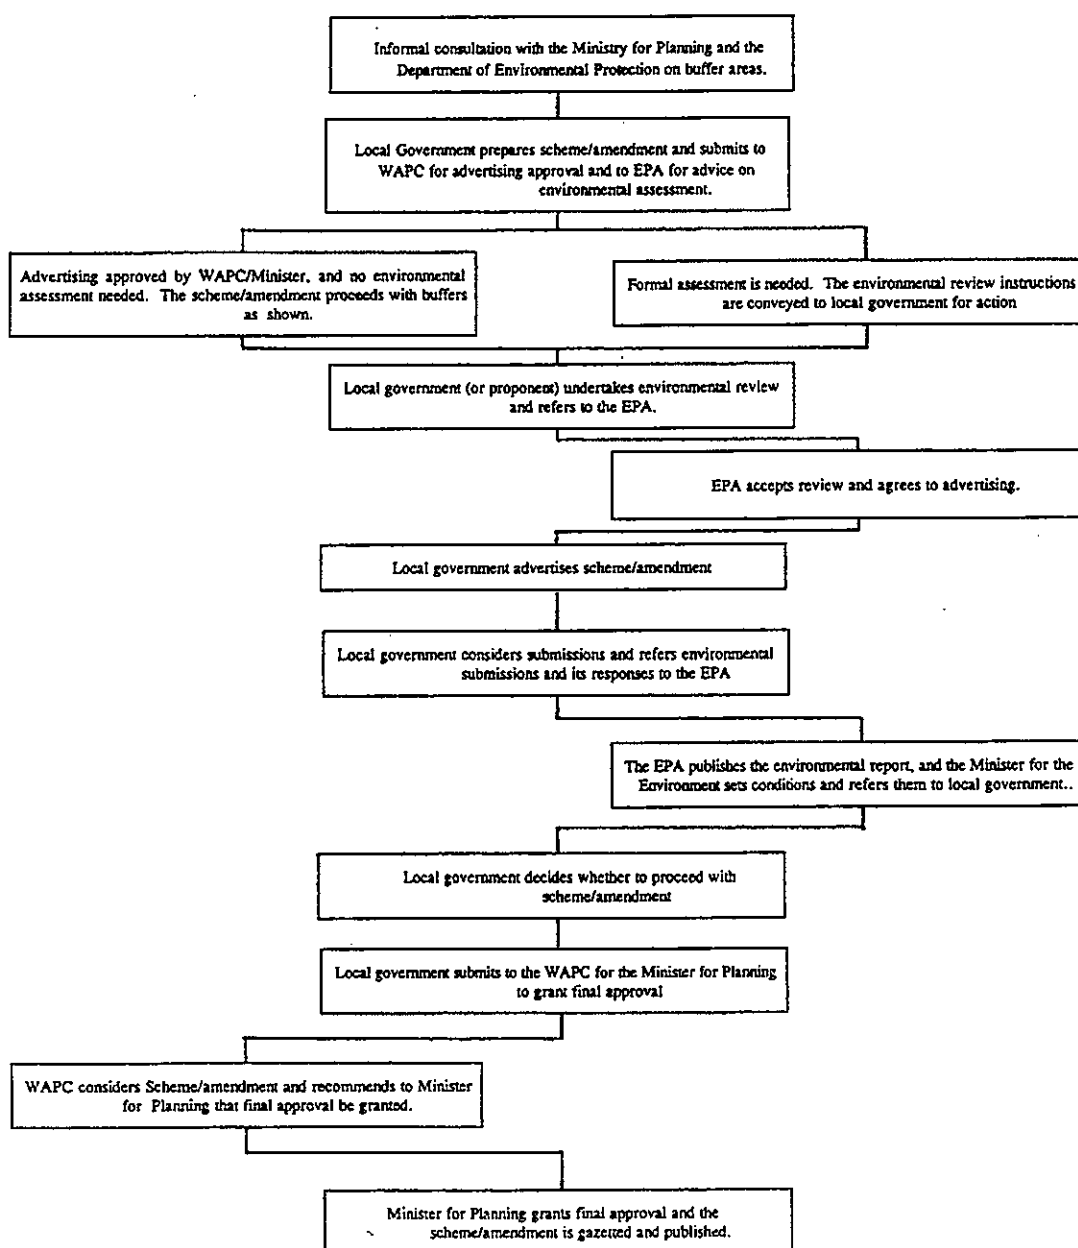 Informal consultation with the Ministry for Planning and the
Department of Environmental Protection on buffer areas.
Local Government prepares scheme/amendment and submits to
WAPC for advertising approval and to EPA for advice on
environmental assessment.
Advertising approved by WAPC/Minister, and no environmental
assessment needed. The scheme/amendment proceeds with buffers
as shown.
Formal assessment is needed. The environmental review instructions
are conveyed to local government for action
Local government (or proponent) undertakes environmental review
and refers to the EPA.
EPA accepts review and agrees to advertising.
Local government advertises scheme/amendment
Local government considers submissions and refers environmental
submissions and its responses to the EPA
The EPA publishes the environmental report, and the Minister for the
Environment sets conditions and refers them to local government..
Local government decides whether to proceed with
scheme/amendment
Local government submits to the WAPC for the Minister for Planning
to grant final approval
WAPC considers Scheme/amendment and recommends to Minister
for Planning that final approval be granted.
Minister for Planning grants final approval and the
scheme/amendment is gazetted and published.